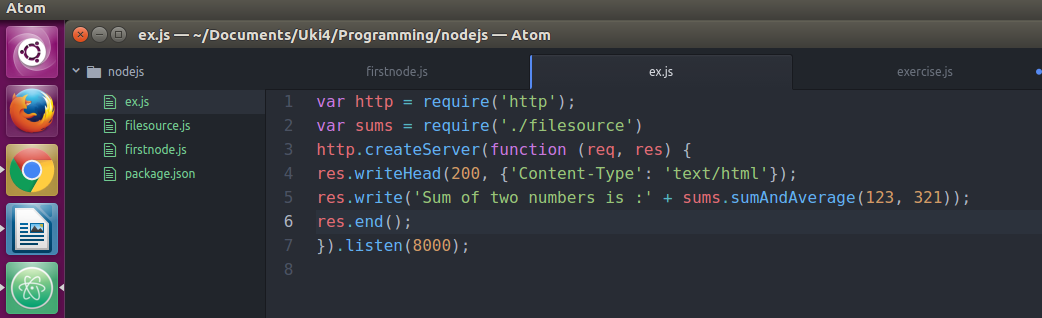 Atom
ex.js — ~/Documents/Uki4/Programming/nodejs — Atom
nodejs
ex.js
filesource.js
firstnode.js
package.json
firstnode.js ex.js exercise.js
1 var http = require('http');
2 var sums = require('./filesource')
3 http.createServer(function (req, res) {
4 res.writeHead(200, {'Content-Type': 'text/html'});
5 res.write('Sum of two numbers is :' + sums.sumAndAverage(123, 321));
6 res.end();
7 }).listen(8000);
8